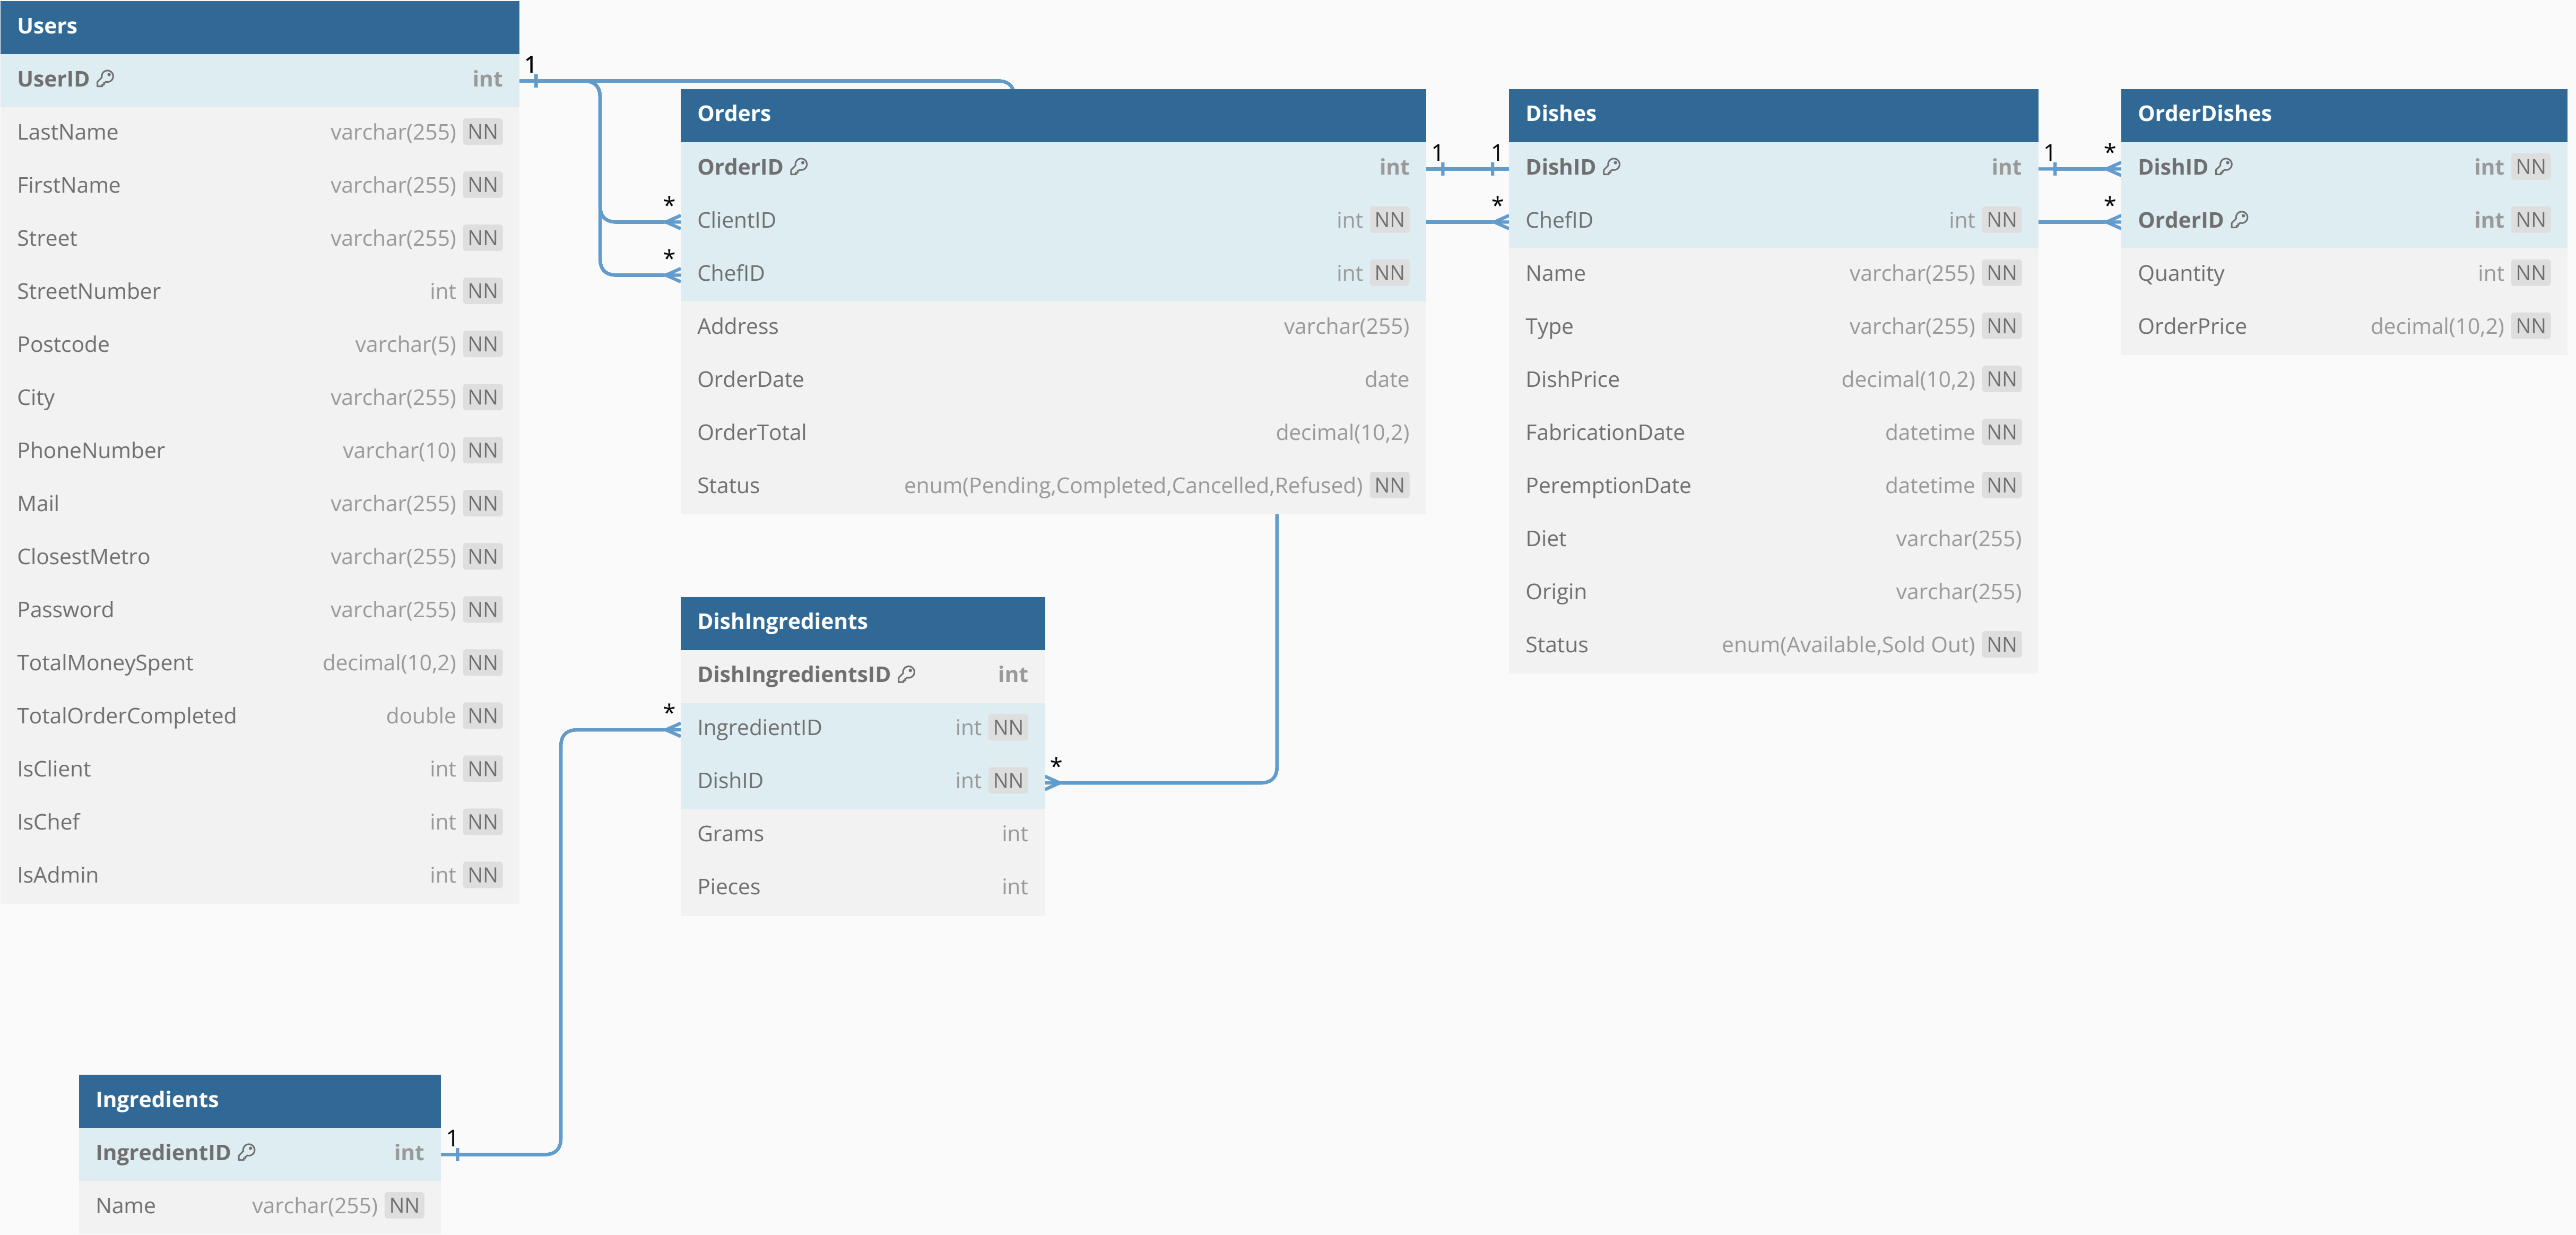 Users
UserID int
LastName varchar(255) NN
FirstName varchar(255) NN
Street varchar(255) NN
StreetNumber int NN
Postcode varchar(5) NN
City varchar(255) NN
PhoneNumber varchar(10) NN
Mail varchar(255) NN
ClosestMetro varchar(255) NN
Password varchar(255) NN
TotalMoneySpent decimal(10,2) NN
TotalOrderCompleted double NN
IsClient int NN
IsChef int NN
IsAdmin int NN
1
*
*
Orders
OrderID int
ClientID int NN
ChefID int NN
Address varchar(255)
OrderDate date
OrderTotal decimal(10,2)
Status enum(Pending,Completed,Cancelled,Refused) NN
1 1
*
Dishes
DishID int
ChefID int NN
Name varchar(255) NN
Type varchar(255) NN
DishPrice decimal(10,2) NN
FabricationDate datetime NN
PeremptionDate datetime NN
Diet varchar(255)
Origin varchar(255)
Status enum(Available,Sold Out) NN
1 *
*
OrderDishes
DishID int NN
OrderID int NN
Quantity int NN
OrderPrice decimal(10,2) NN
DishIngredients
DishIngredientsID int
IngredientID int NN
DishID int NN
Grams int
Pieces int
*
*
Ingredients
IngredientID int
Name varchar(255) NN
1